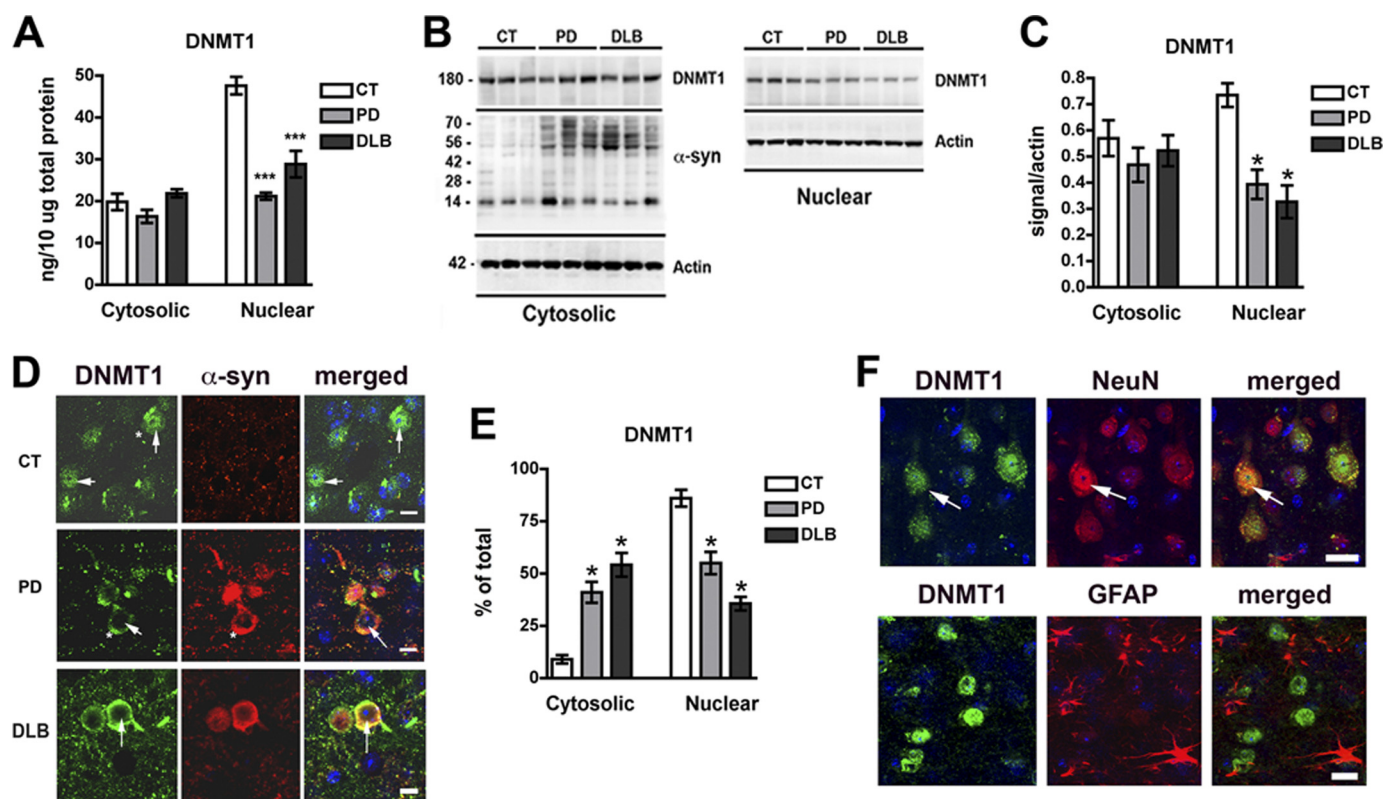 A
DNMT1
ng/10 ug total protein
50
40
30
20
10
0
CT
PD
DLB
***
***
Cytosolic
Nuclear
B
CT PD DLB
180 -
DNMT1
70 -
56 -
42 -
28 -
14 -
α-syn
42 -
Actin
Cytosolic
CT PD DLB
DNMT1
Actin
Nuclear
C
DNMT1
signal/actin
0.8
0.7
0.6
0.5
0.4
0.3
0.2
0.1
0.0
CT
PD
DLB
*
*
Cytosolic
Nuclear
D
DNMT1 α-syn merged
CT
*
PD
*
*
DLB
E
DNMT1
% of total
100
75
50
25
0
CT
PD
DLB
*
*
*
*
Cytosolic
Nuclear
F
DNMT1 NeuN merged
DNMT1 GFAP merged